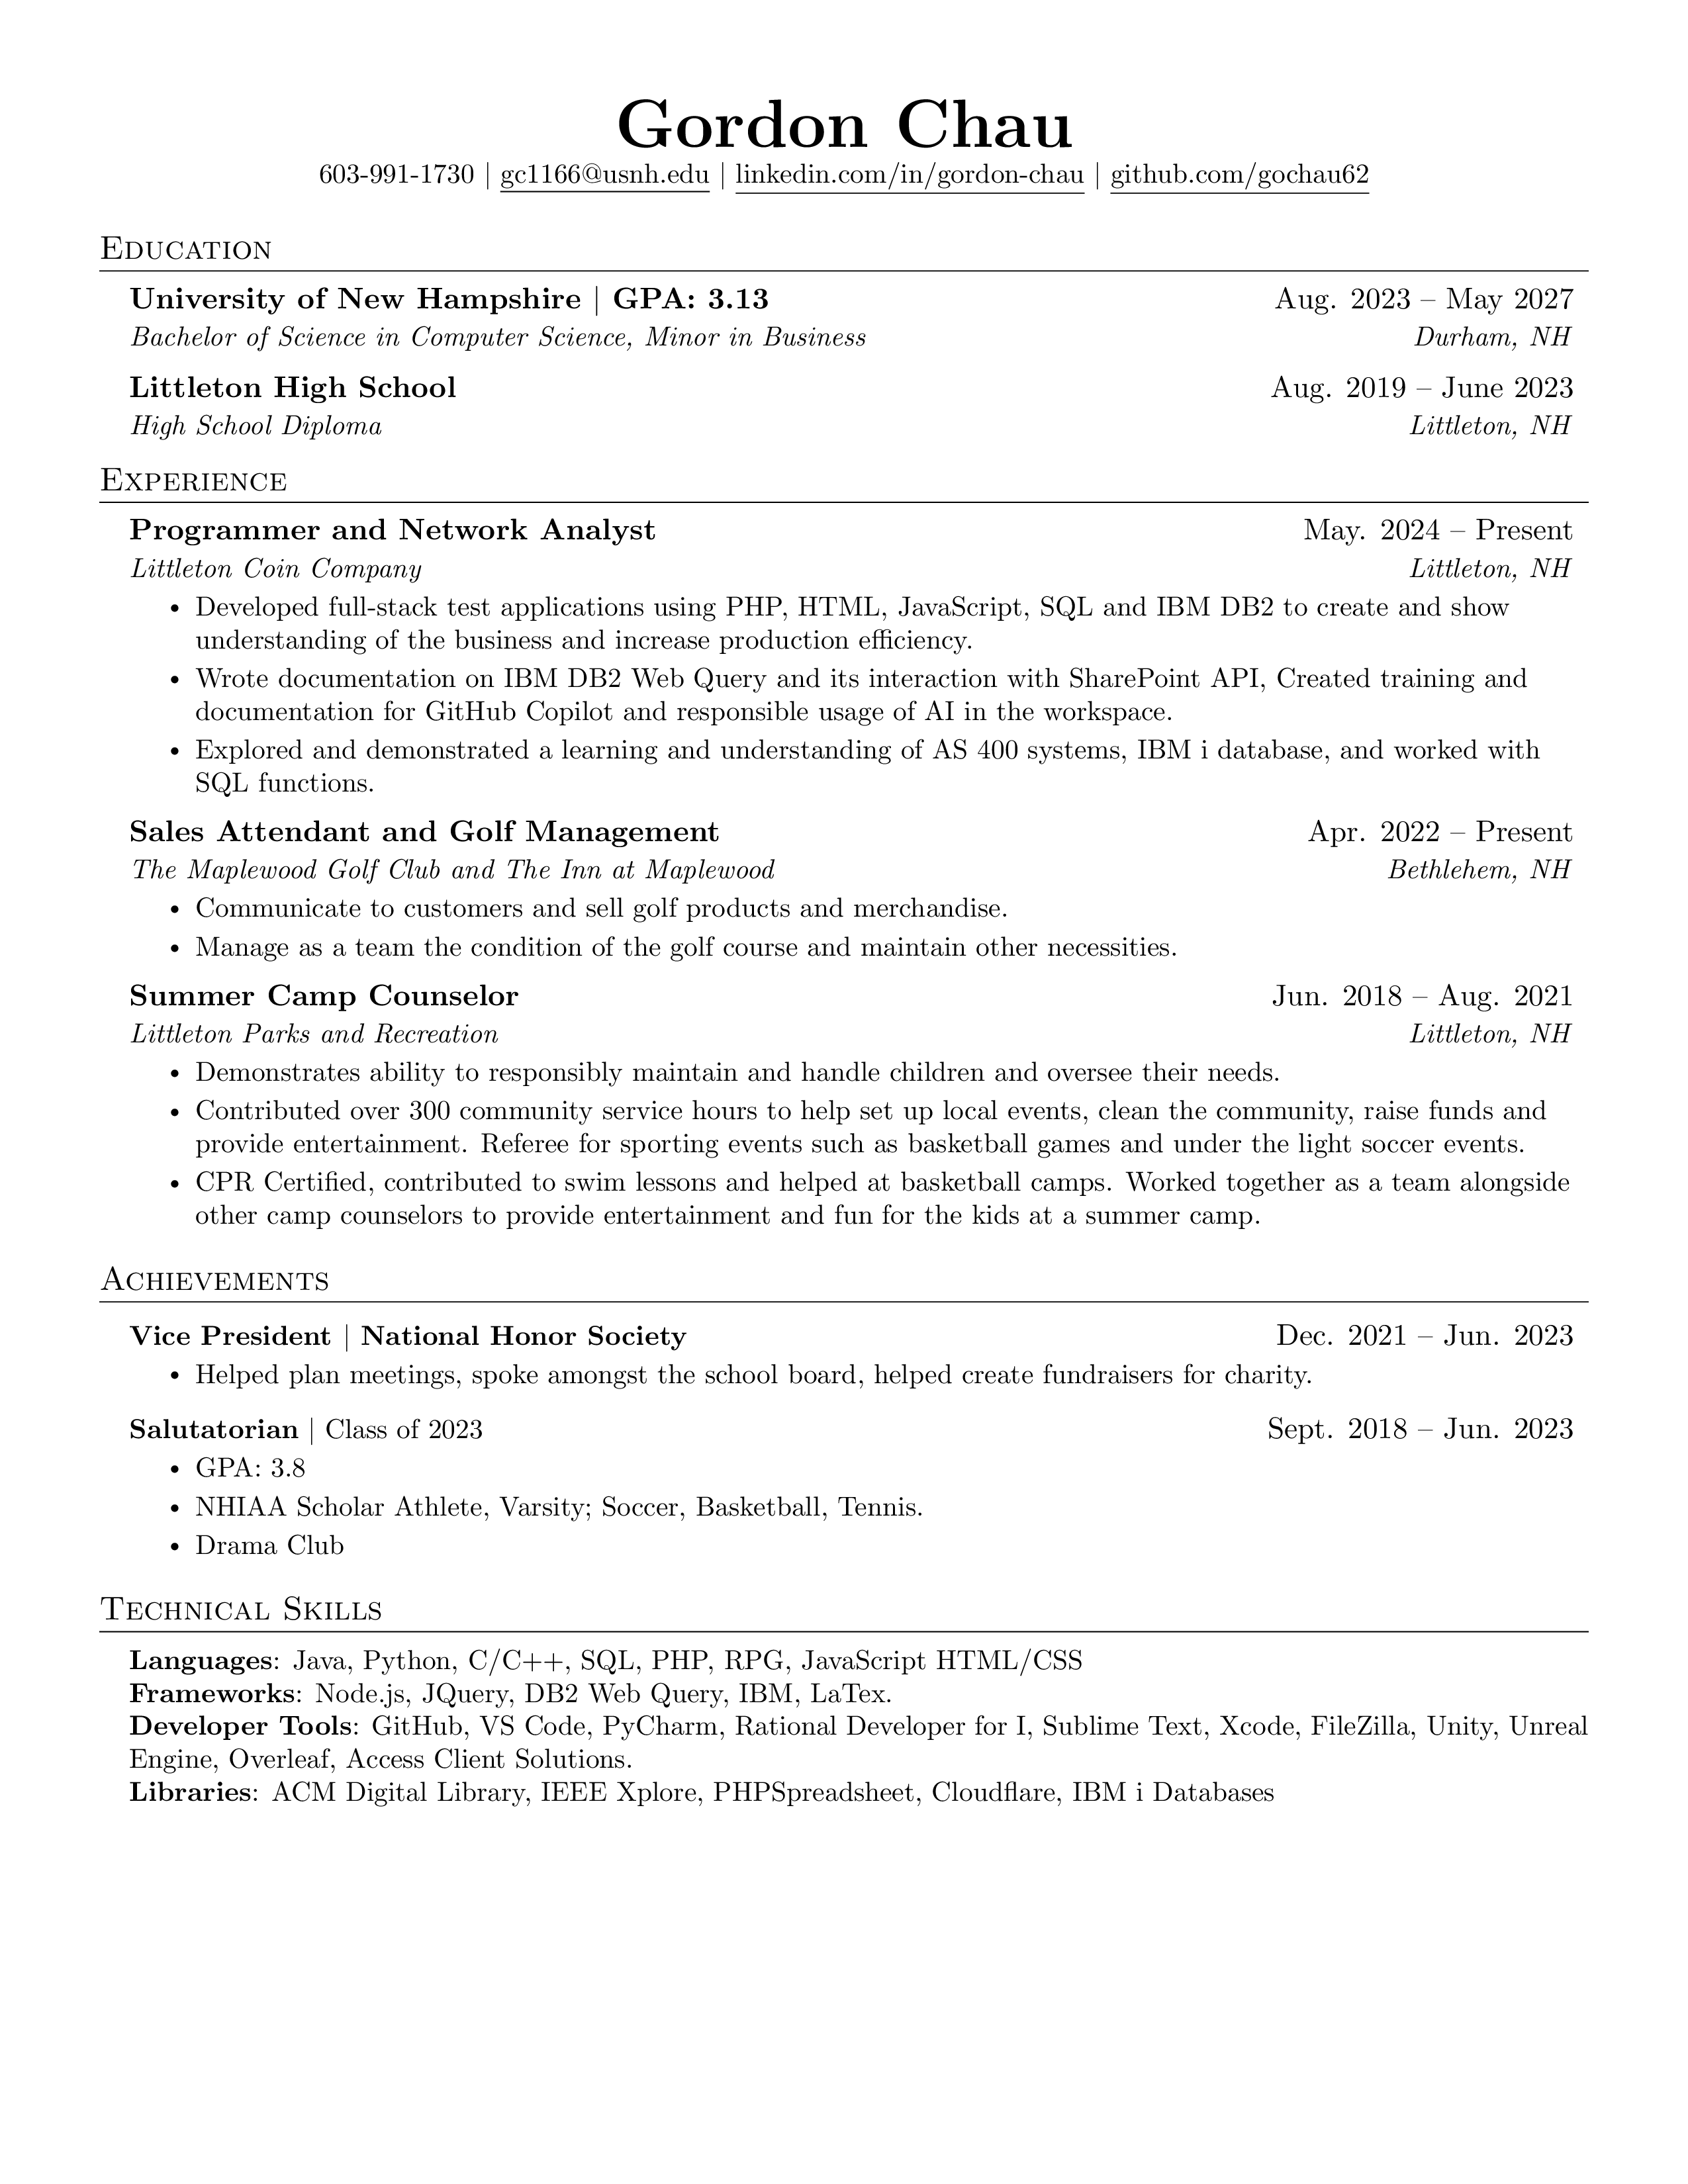 Gordon Chau
603-991-1730 | gc1166@usnh.edu | linkedin.com/in/gordon-chau | github.com/gochau62
Education
University of New Hampshire | GPA: 3.13 Aug. 2023 – May 2027
Bachelor of Science in Computer Science, Minor in Business Durham, NH
Littleton High School Aug. 2019 – June 2023
High School Diploma Littleton, NH
Experience
Programmer and Network Analyst May. 2024 – Present
Littleton Coin Company Littleton, NH
• Developed full-stack test applications using PHP, HTML, JavaScript, SQL and IBM DB2 to create and show
understanding of the business and increase production efficiency.
• Wrote documentation on IBM DB2 Web Query and its interaction with SharePoint API, Created training and
documentation for GitHub Copilot and responsible usage of AI in the workspace.
• Explored and demonstrated a learning and understanding of AS 400 systems, IBM i database, and worked with
SQL functions.
Sales Attendant and Golf Management Apr. 2022 – Present
The Maplewood Golf Club and The Inn at Maplewood Bethlehem, NH
• Communicate to customers and sell golf products and merchandise.
• Manage as a team the condition of the golf course and maintain other necessities.
Summer Camp Counselor Jun. 2018 – Aug. 2021
Littleton Parks and Recreation Littleton, NH
• Demonstrates ability to responsibly maintain and handle children and oversee their needs.
• Contributed over 300 community service hours to help set up local events, clean the community, raise funds and
provide entertainment. Referee for sporting events such as basketball games and under the light soccer events.
• CPR Certified, contributed to swim lessons and helped at basketball camps. Worked together as a team alongside
other camp counselors to provide entertainment and fun for the kids at a summer camp.
Achievements
Vice President | National Honor Society Dec. 2021 – Jun. 2023
• Helped plan meetings, spoke amongst the school board, helped create fundraisers for charity.
Salutatorian | Class of 2023 Sept. 2018 – Jun. 2023
• GPA: 3.8
• NHIAA Scholar Athlete, Varsity; Soccer, Basketball, Tennis.
• Drama Club
Technical Skills
Languages: Java, Python, C/C++, SQL, PHP, RPG, JavaScript HTML/CSS
Frameworks: Node.js, JQuery, DB2 Web Query, IBM, LaTex.
Developer Tools: GitHub, VS Code, PyCharm, Rational Developer for I, Sublime Text, Xcode, FileZilla, Unity, Unreal
Engine, Overleaf, Access Client Solutions.
Libraries: ACM Digital Library, IEEE Xplore, PHPSpreadsheet, Cloudflare, IBM i Databases